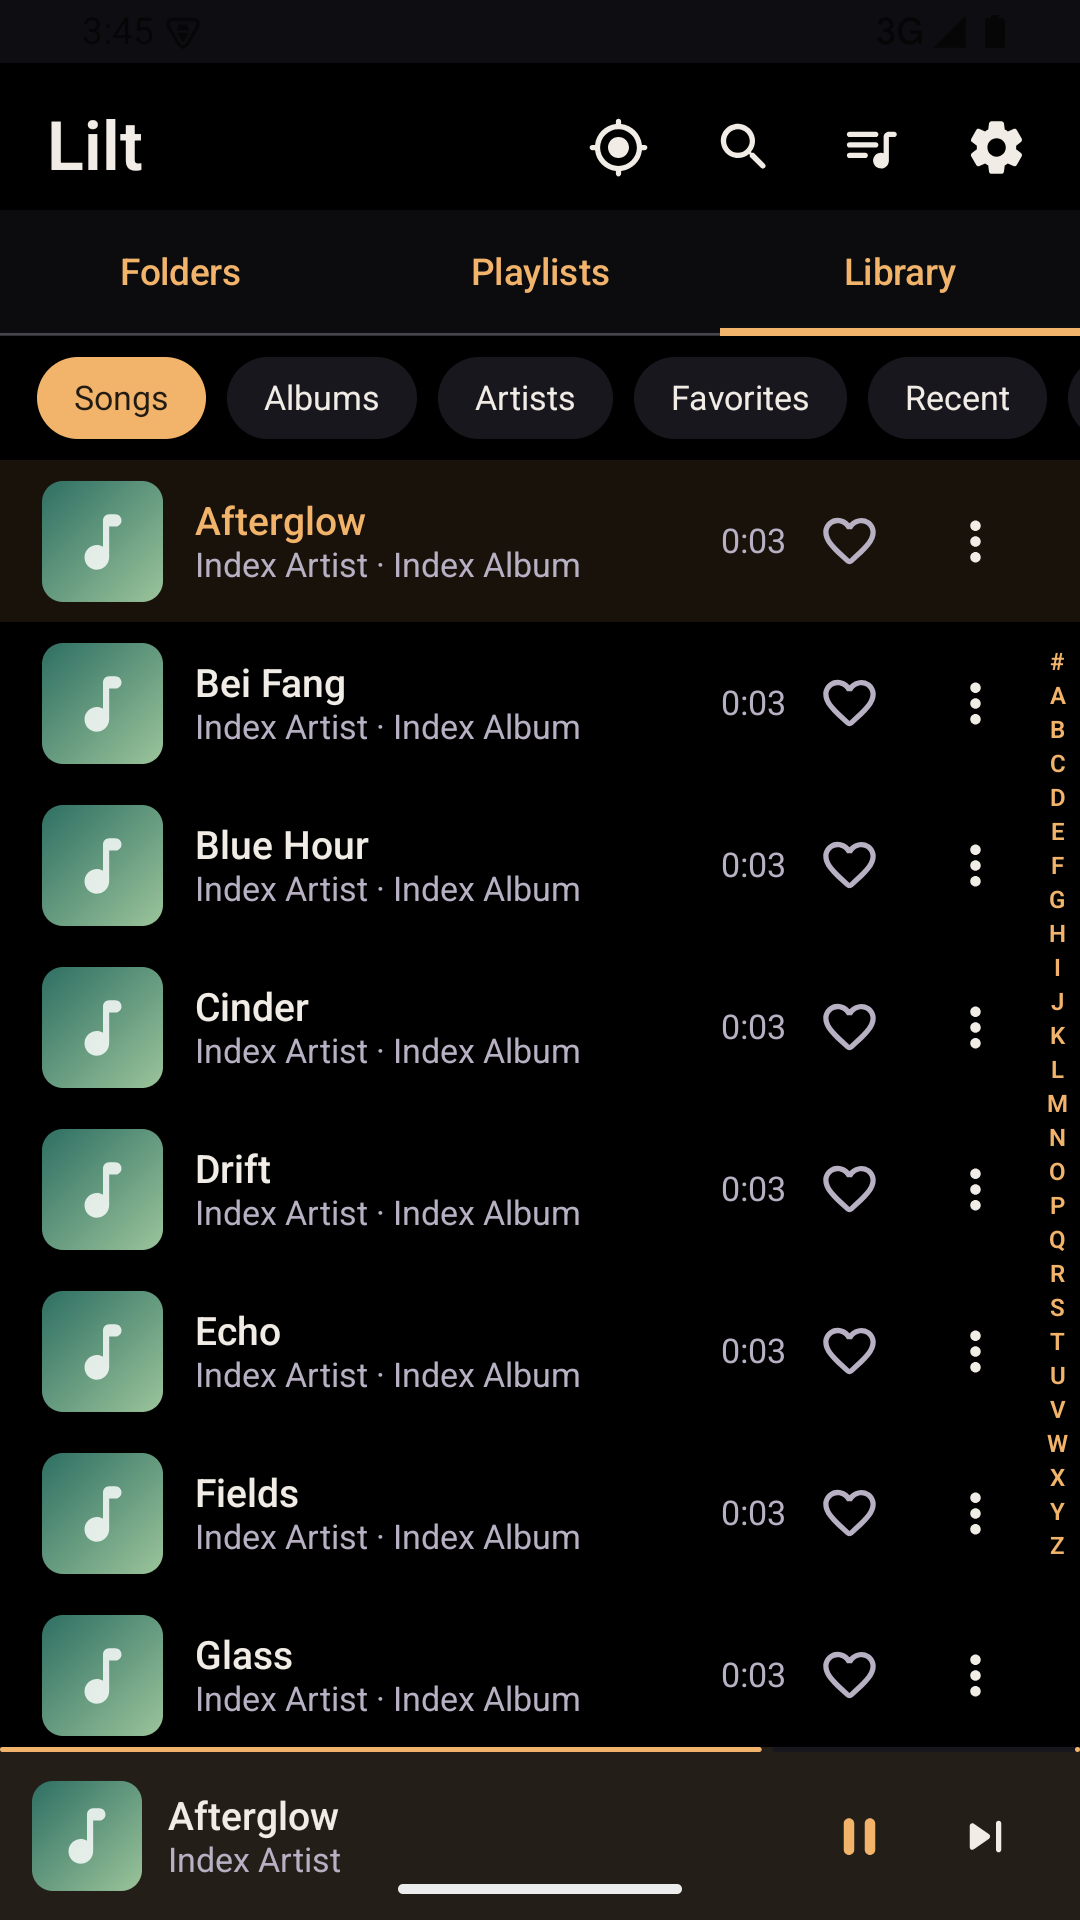 3:45
3G
Lilt
Folders
Playlists
Library
Songs
Albums
Artists
Favorites
Recent
Afterglow
Index Artist · Index Album
0:03
Bei Fang
Index Artist · Index Album
0:03
Blue Hour
Index Artist · Index Album
0:03
Cinder
Index Artist · Index Album
0:03
Drift
Index Artist · Index Album
0:03
Echo
Index Artist · Index Album
0:03
Fields
Index Artist · Index Album
0:03
Glass
Index Artist · Index Album
0:03
#
A
B
C
D
E
F
G
H
I
J
K
L
M
N
O
P
Q
R
S
T
U
V
W
X
Y
Z
Afterglow
Index Artist